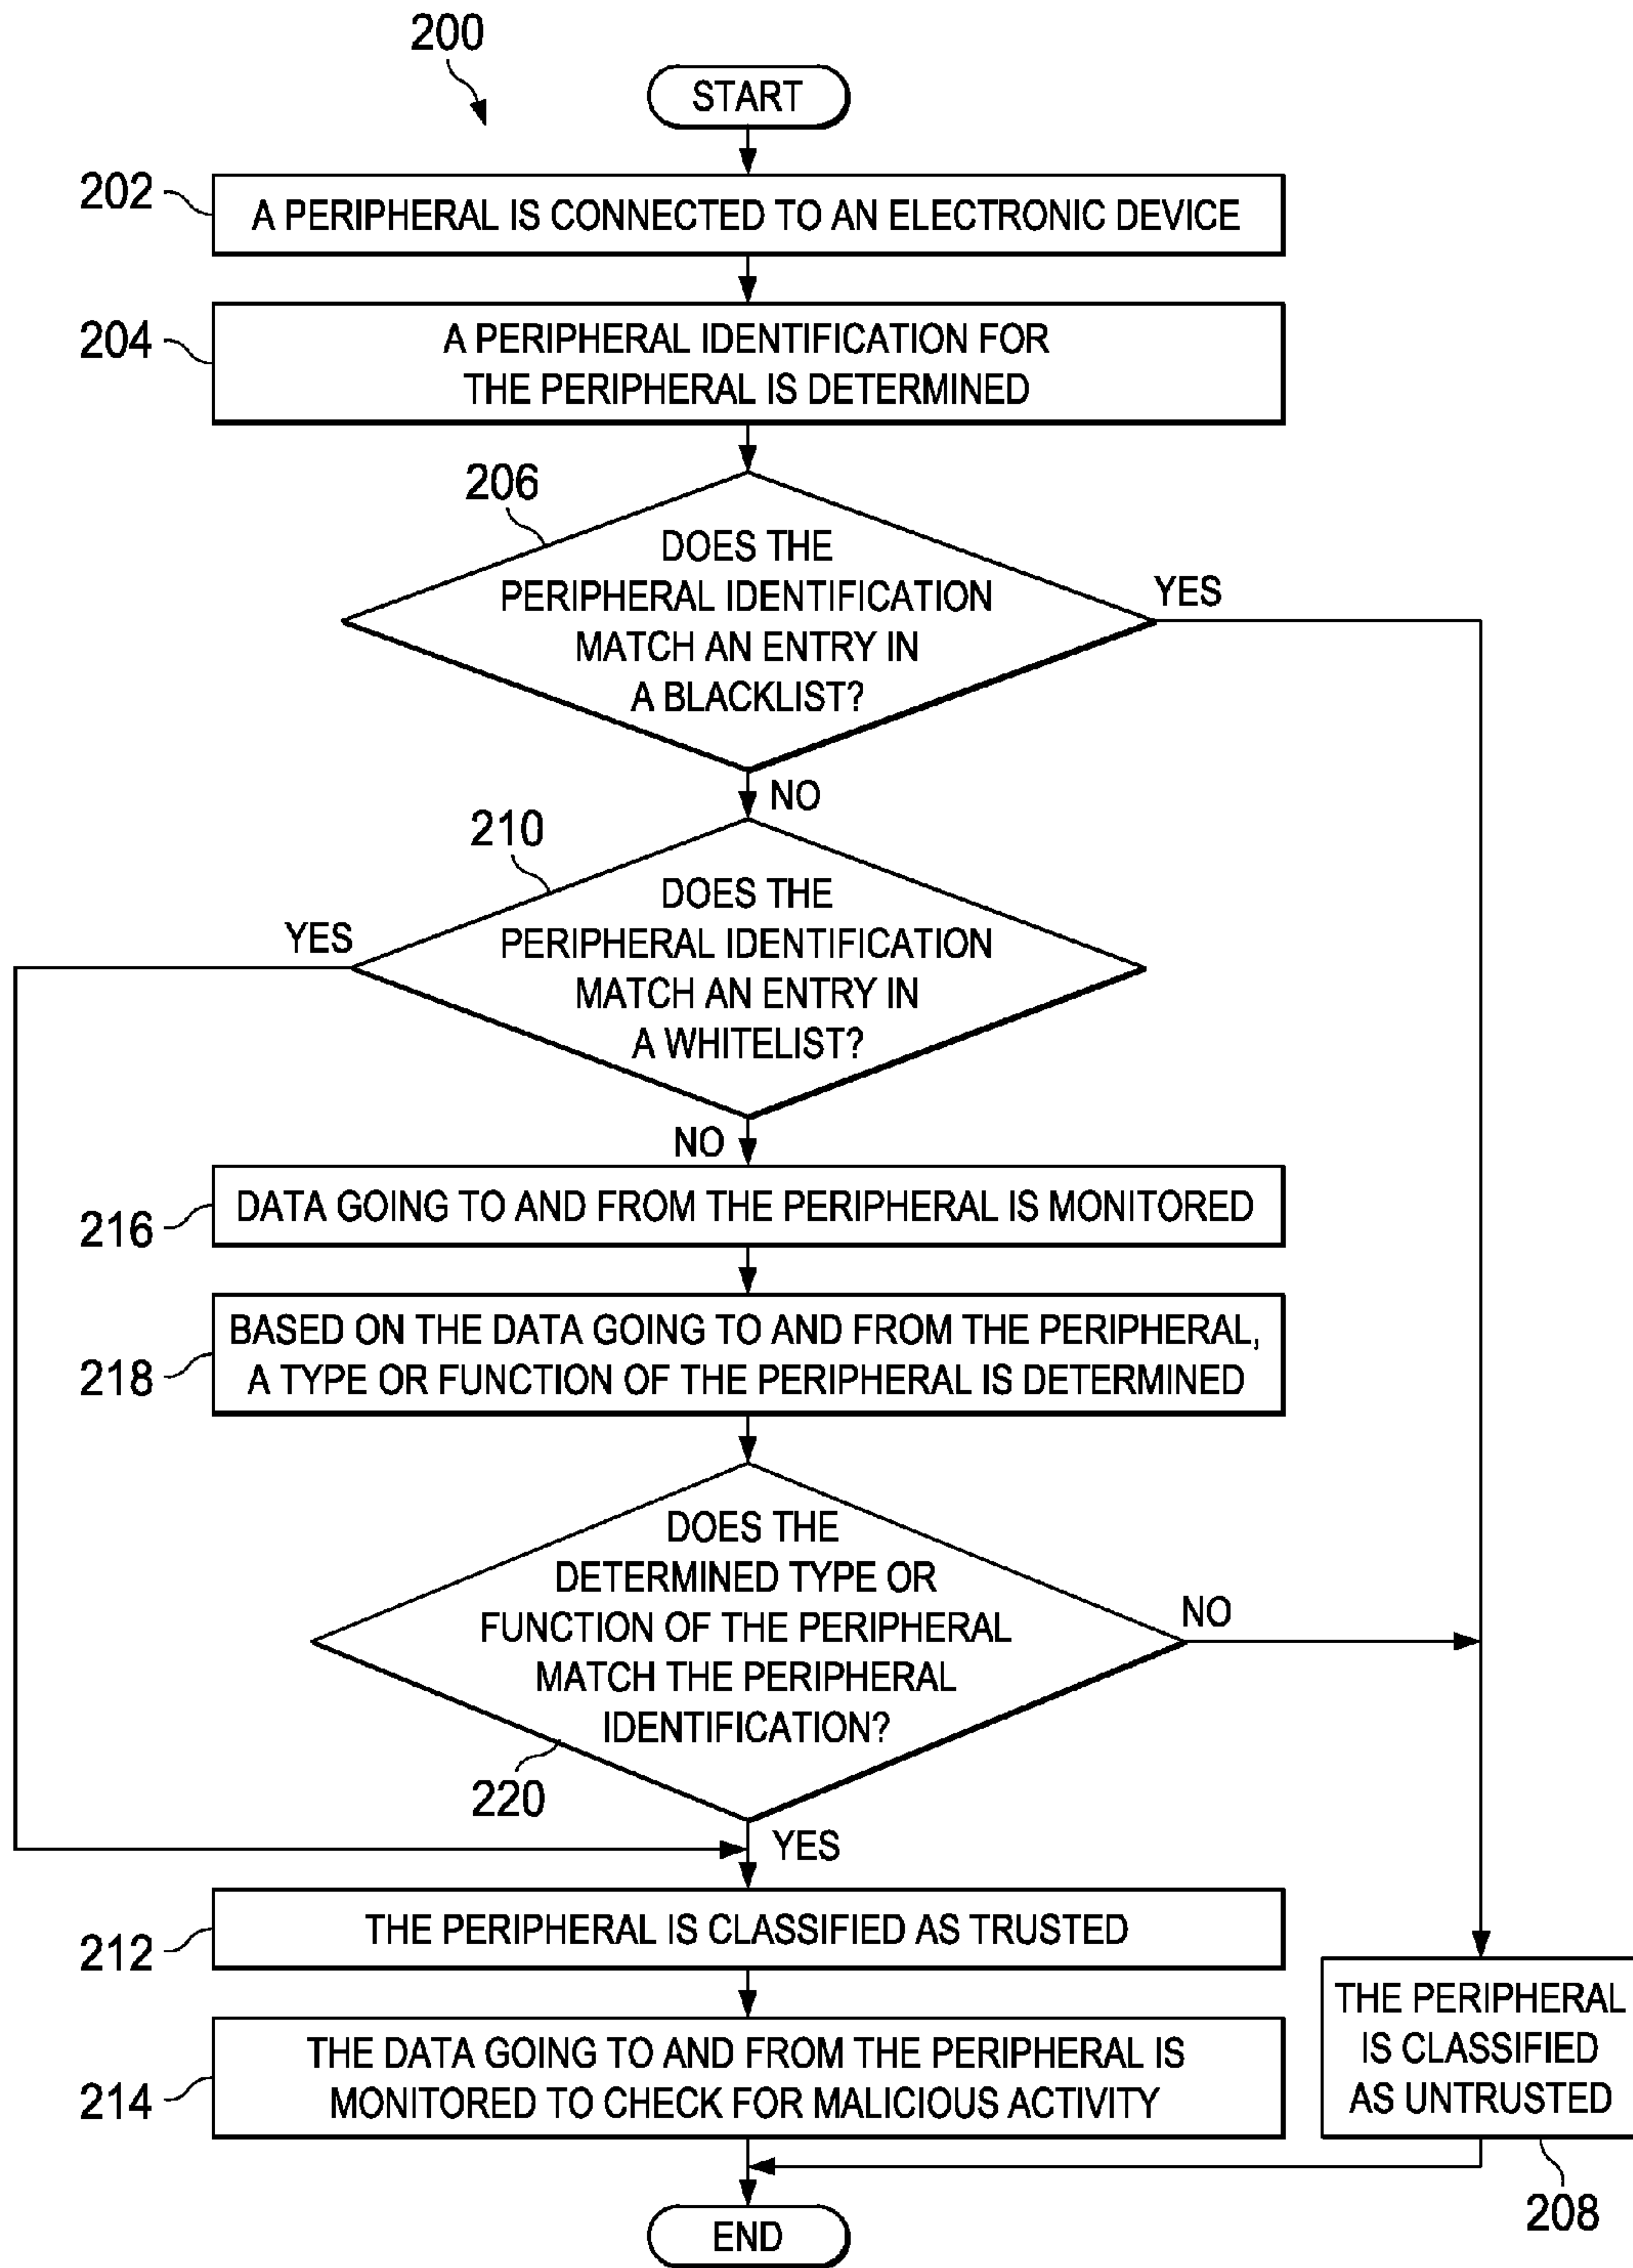 200
START
202
A PERIPHERAL IS CONNECTED TO AN ELECTRONIC DEVICE
204
A PERIPHERAL IDENTIFICATION FOR
THE PERIPHERAL IS DETERMINED
206
DOES THE
PERIPHERAL IDENTIFICATION
MATCH AN ENTRY IN
A BLACKLIST?
YES
NO
210
DOES THE
PERIPHERAL IDENTIFICATION
MATCH AN ENTRY IN
A WHITELIST?
YES
NO
216
DATA GOING TO AND FROM THE PERIPHERAL IS MONITORED
218
BASED ON THE DATA GOING TO AND FROM THE PERIPHERAL,
A TYPE OR FUNCTION OF THE PERIPHERAL IS DETERMINED
DOES THE
DETERMINED TYPE OR
FUNCTION OF THE PERIPHERAL
MATCH THE PERIPHERAL
IDENTIFICATION?
NO
220
YES
212
THE PERIPHERAL IS CLASSIFIED AS TRUSTED
214
THE DATA GOING TO AND FROM THE PERIPHERAL IS
MONITORED TO CHECK FOR MALICIOUS ACTIVITY
THE PERIPHERAL
IS CLASSIFIED
AS UNTRUSTED
208
END